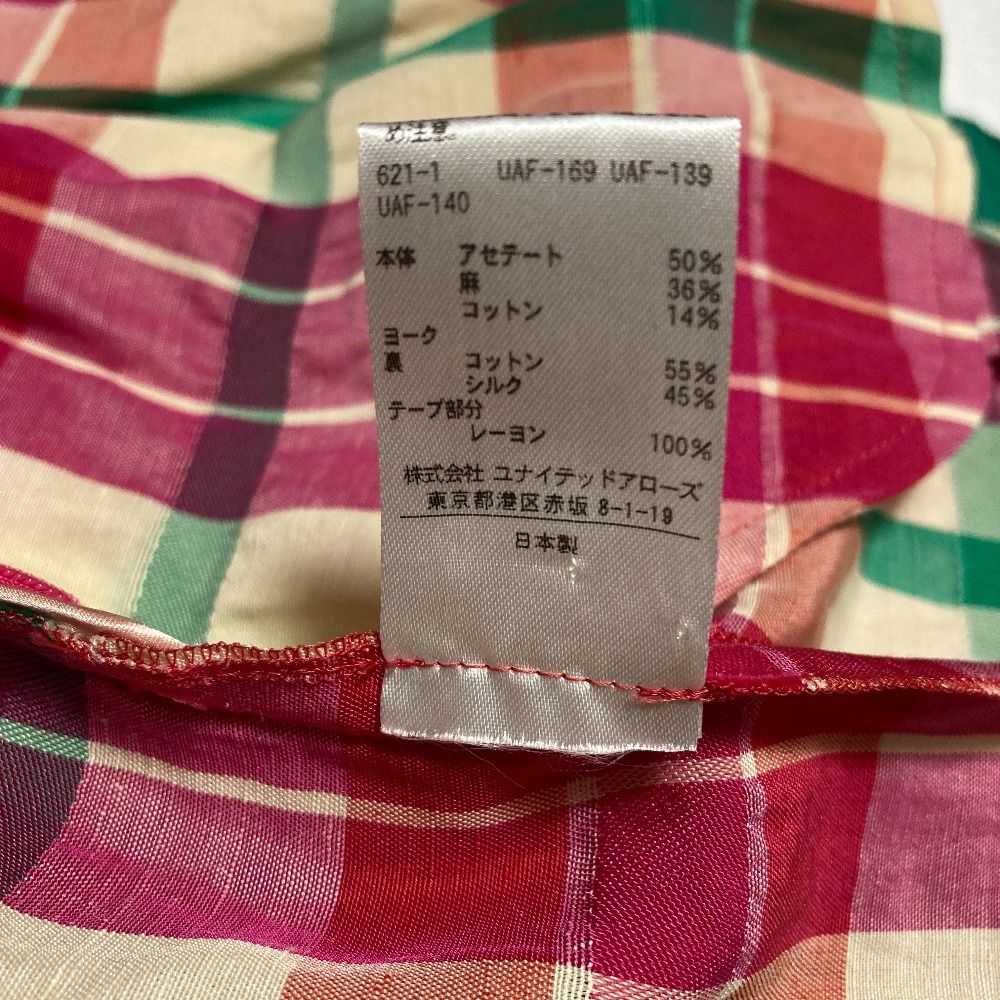 め注意
621-1 UAF-169 UAF-139
UAF-140
本体 アセテート 50%
麻 36%
コットン 14%
ヨーク
裏 コットン 55%
シルク 45%
テープ部分
レーヨン 100%
株式会社 ユナイテッドアローズ
東京都港区赤坂 8-1-19
日本製